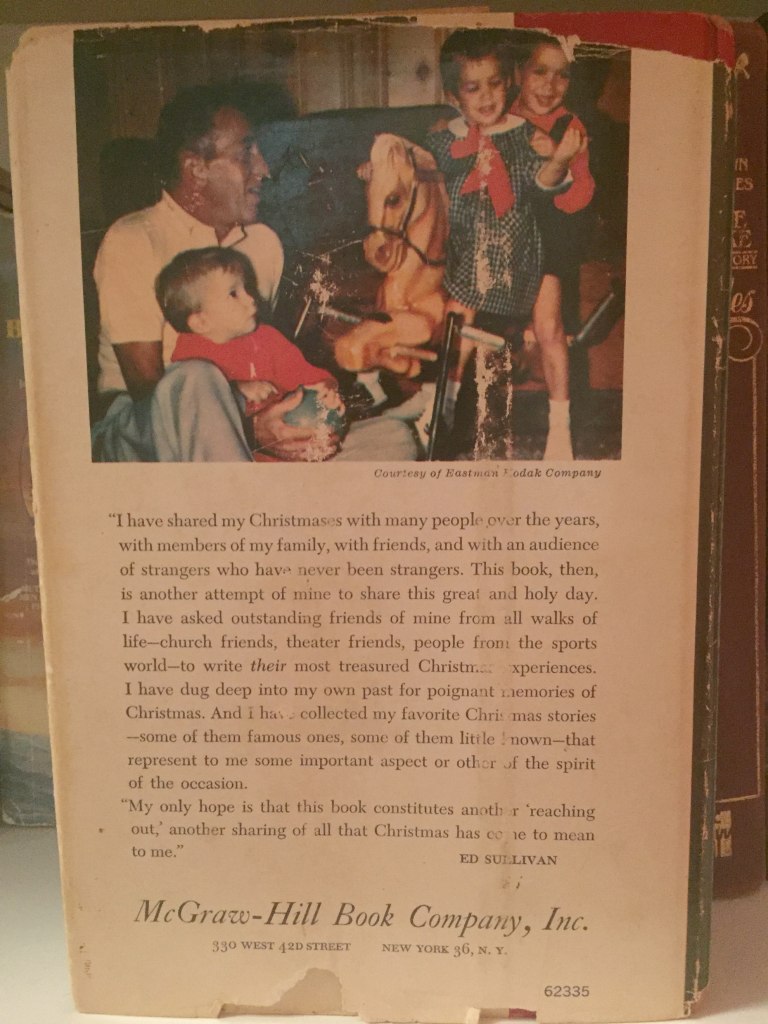 Courtesy of Eastman Kodak Company
“I have shared my Christmases with many people over the years,
with members of my family, with friends, and with an audience
of strangers who have never been strangers. This book, then,
is another attempt of mine to share this great and holy day.
I have asked outstanding friends of mine from all walks of
life—church friends, theater friends, people from the sports
world—to write their most treasured Christm xperiences.
I have dug deep into my own past for poignant memories of
Christmas. And I have collected my favorite Christmas stories
—some of them famous ones, some of them little known—that
represent to me some important aspect or other of the spirit
of the occasion.
“My only hope is that this book constitutes another ‘reaching
out,’ another sharing of all that Christmas has come to mean
to me.”
ED SULLIVAN
McGraw-Hill Book Company, Inc.
330 WEST 42D STREET NEW YORK 36, N. Y.
62335